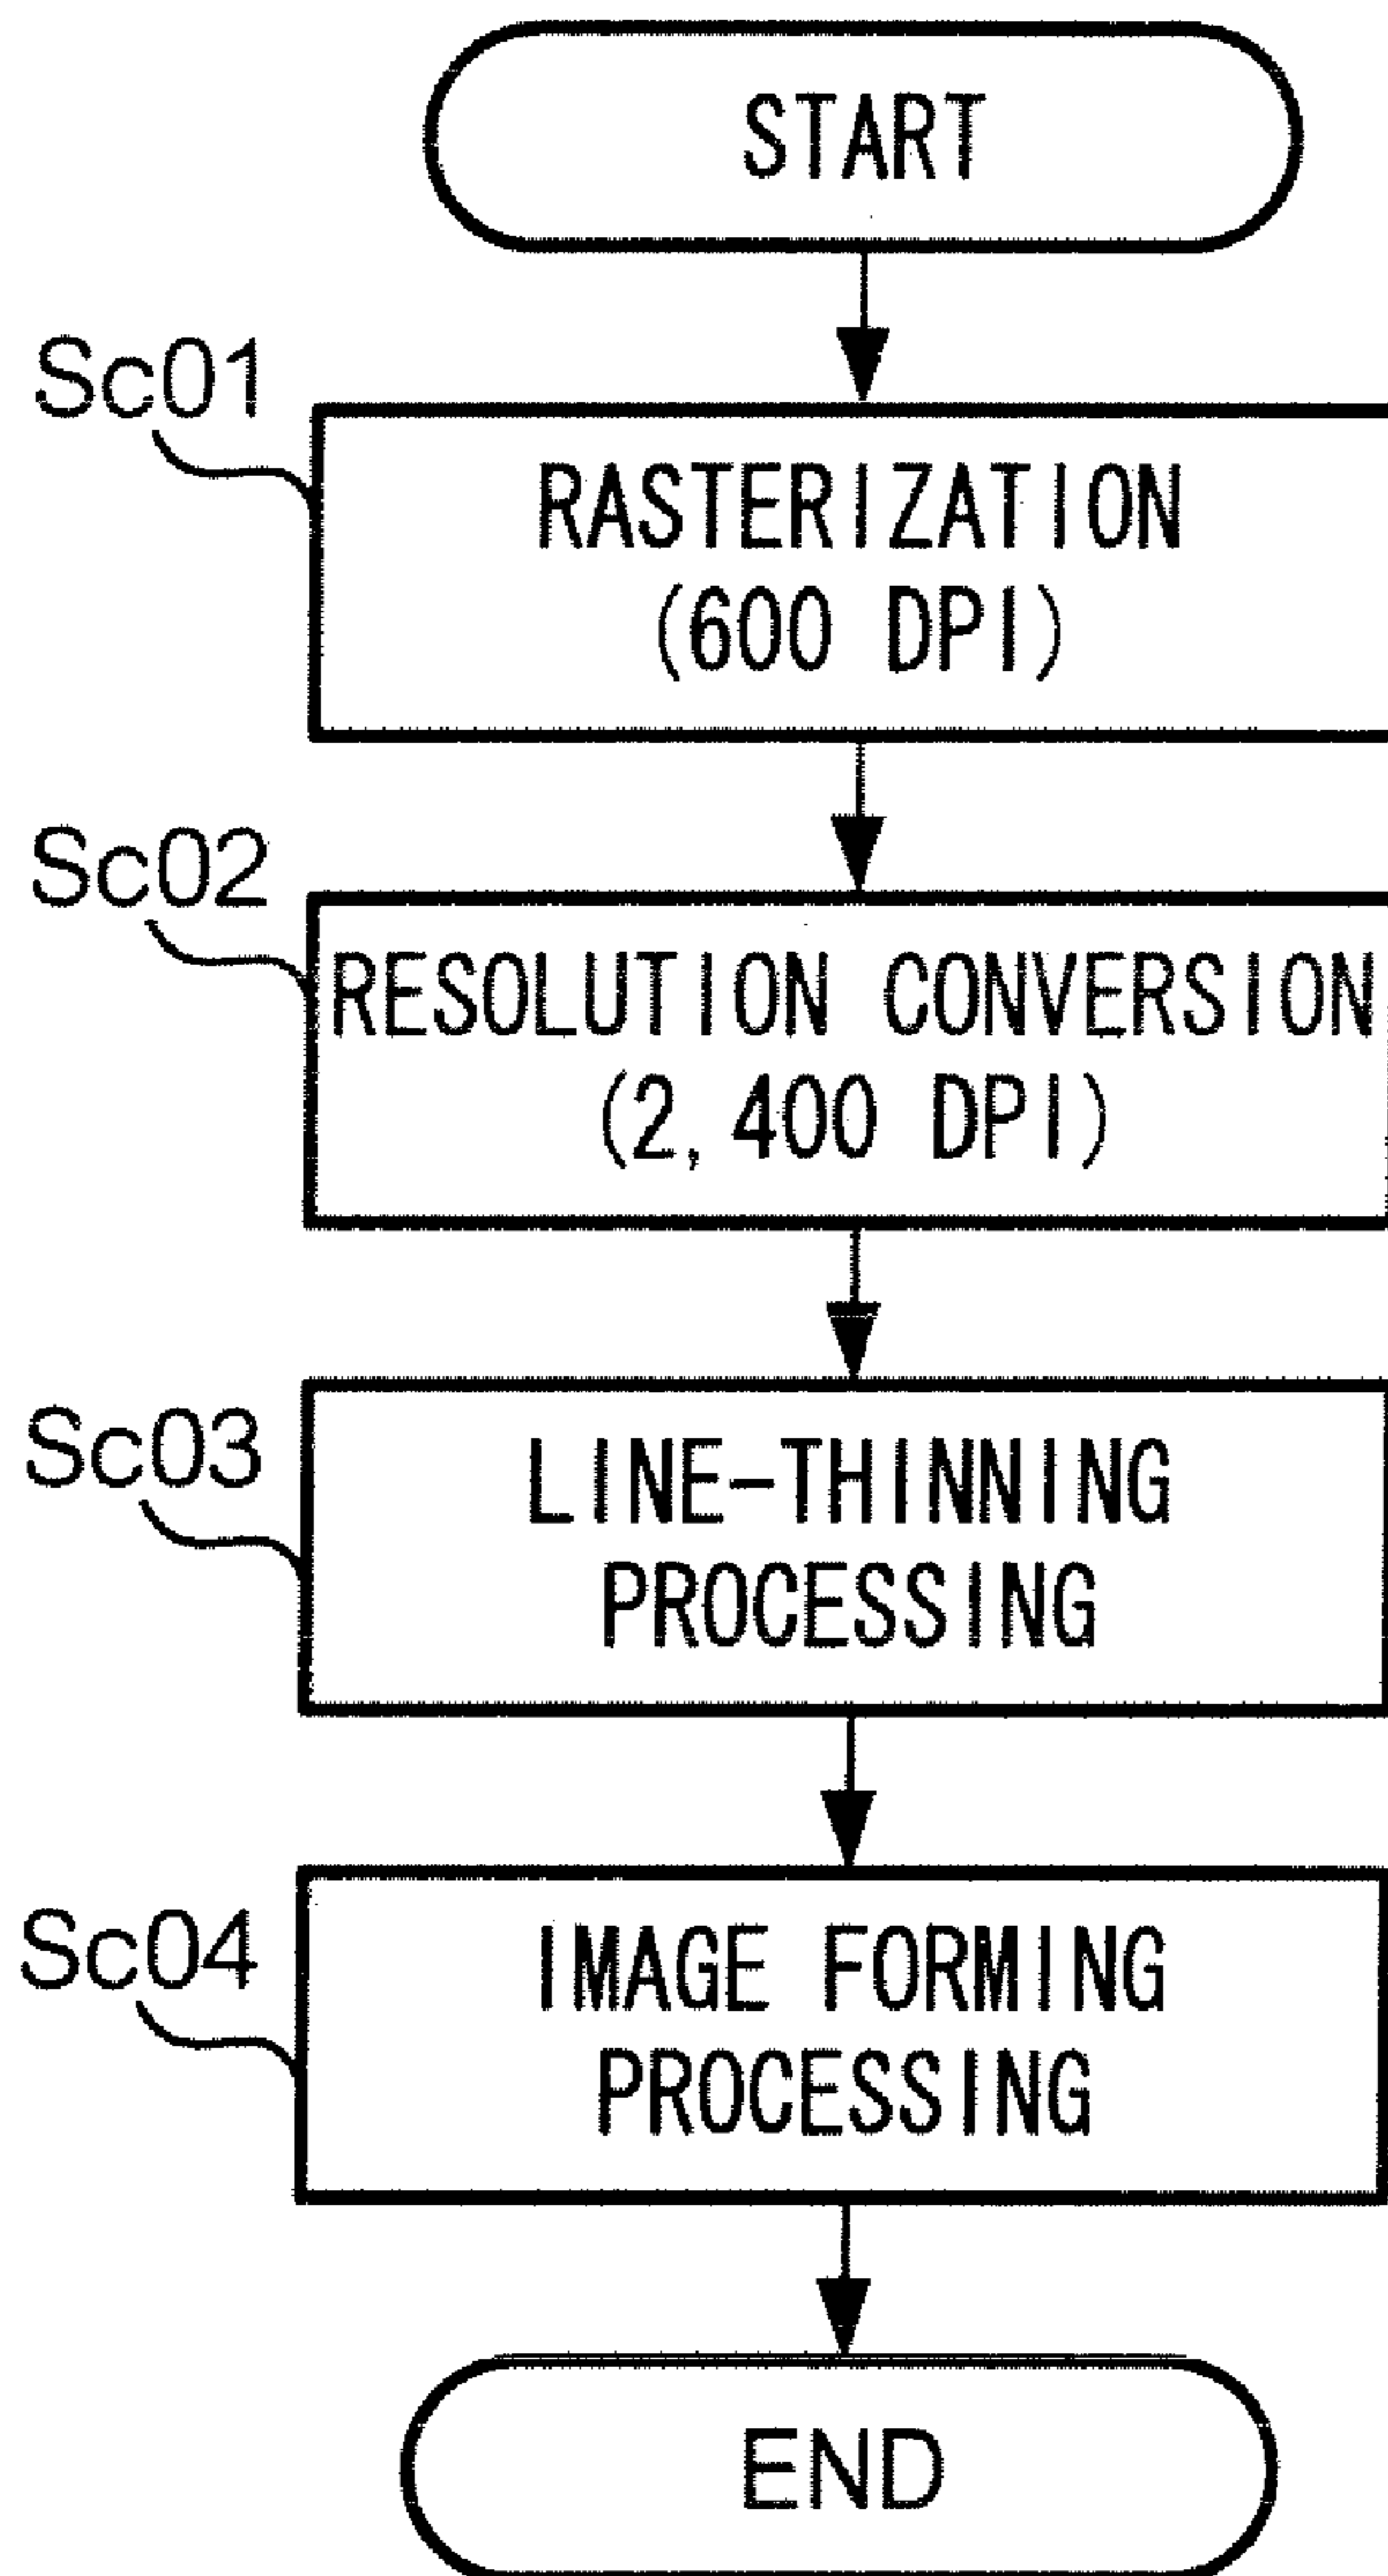 START
Sc01
RASTERIZATION
(600 DPI)
Sc02
RESOLUTION CONVERSION
(2,400 DPI)
Sc03
LINE-THINNING
PROCESSING
Sc04
IMAGE FORMING
PROCESSING
END